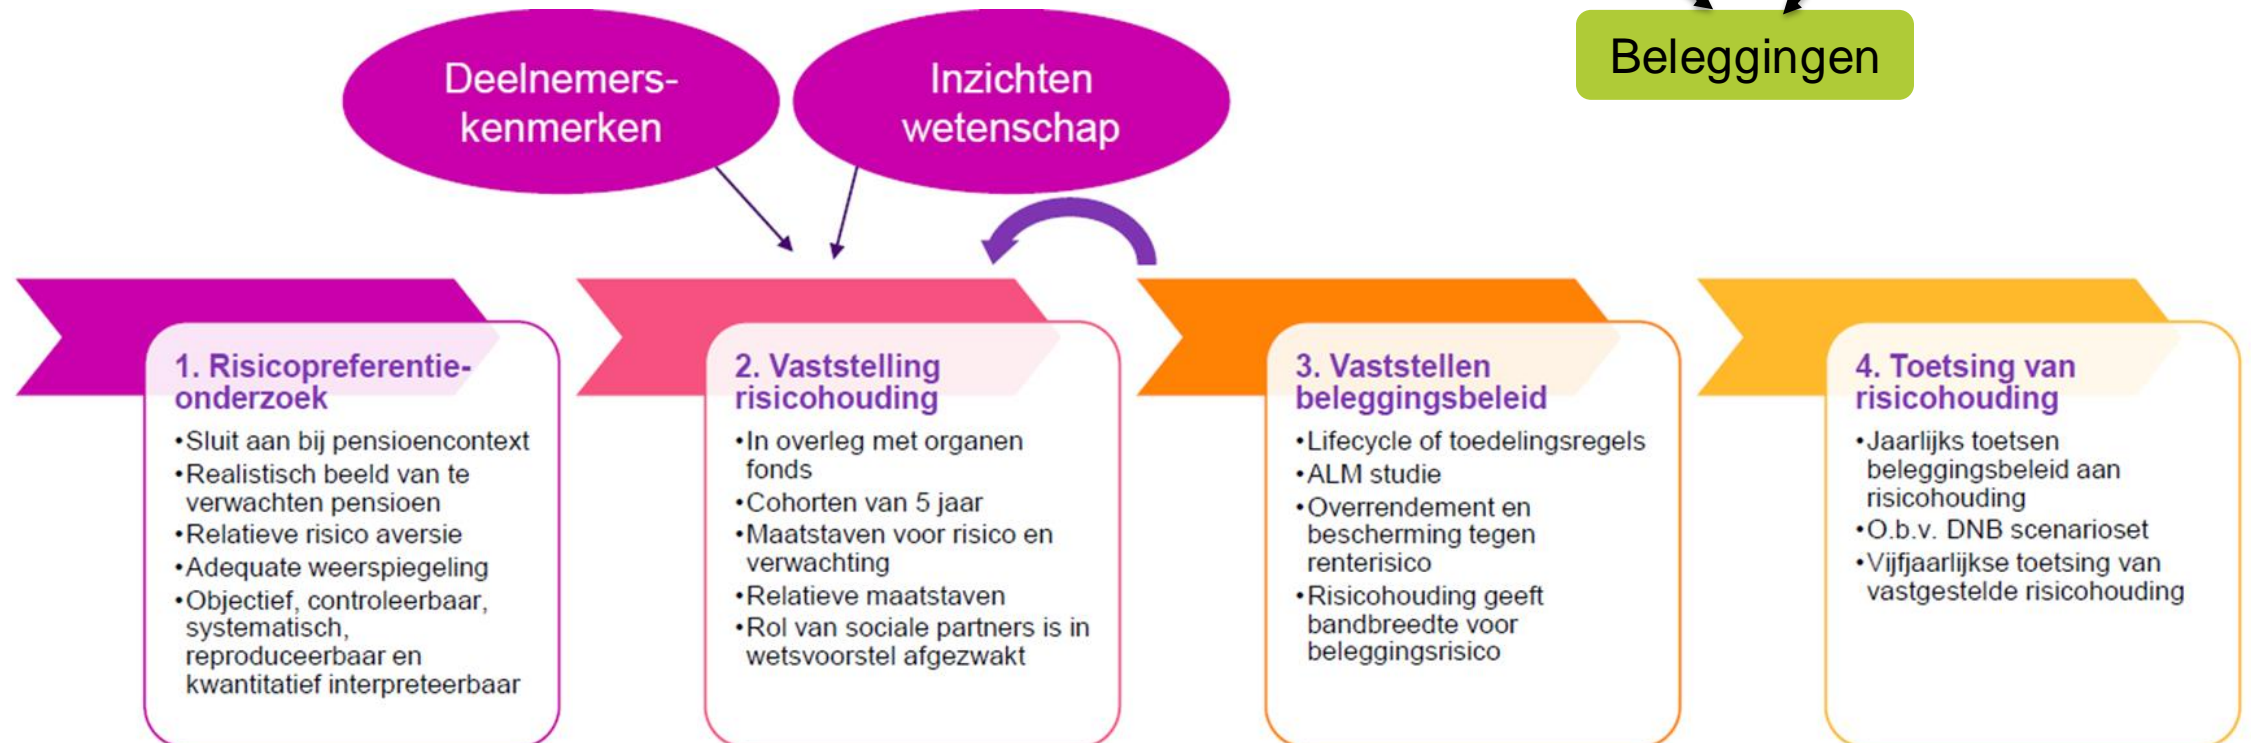 Deelnemers-
kenmerken
Inzichten
wetenschap
Beleggingen
1. Risicopreferentie-
onderzoek
•Sluit aan bij pensioencontext
•Realistisch beeld van te
verwachten pensioen
•Relatieve risico aversie
•Adequate weerspiegeling
•Objectief, controleerbaar,
systematisch,
reproduceerbaar en
kwantitatief interpreteerbaar
2. Vaststelling
risicohouding
•In overleg met organen
fonds
•Cohorten van 5 jaar
•Maatstaven voor risico en
verwachting
•Relatieve maatstaven
•Rol van sociale partners is in
wetsvoorstel afgezwakt
3. Vaststellen
beleggingsbeleid
•Lifecycle of toedelingsregels
•ALM studie
•Overrendement en
bescherming tegen
renterisico
•Risicohouding geeft
bandbreedte voor
beleggingsrisico
4. Toetsing van
risicohouding
•Jaarlijks toetsen
beleggingsbeleid aan
risicohouding
•O.b.v. DNB scenarioset
•Vijfjaarlijkse toetsing van
vastgestelde risicohouding